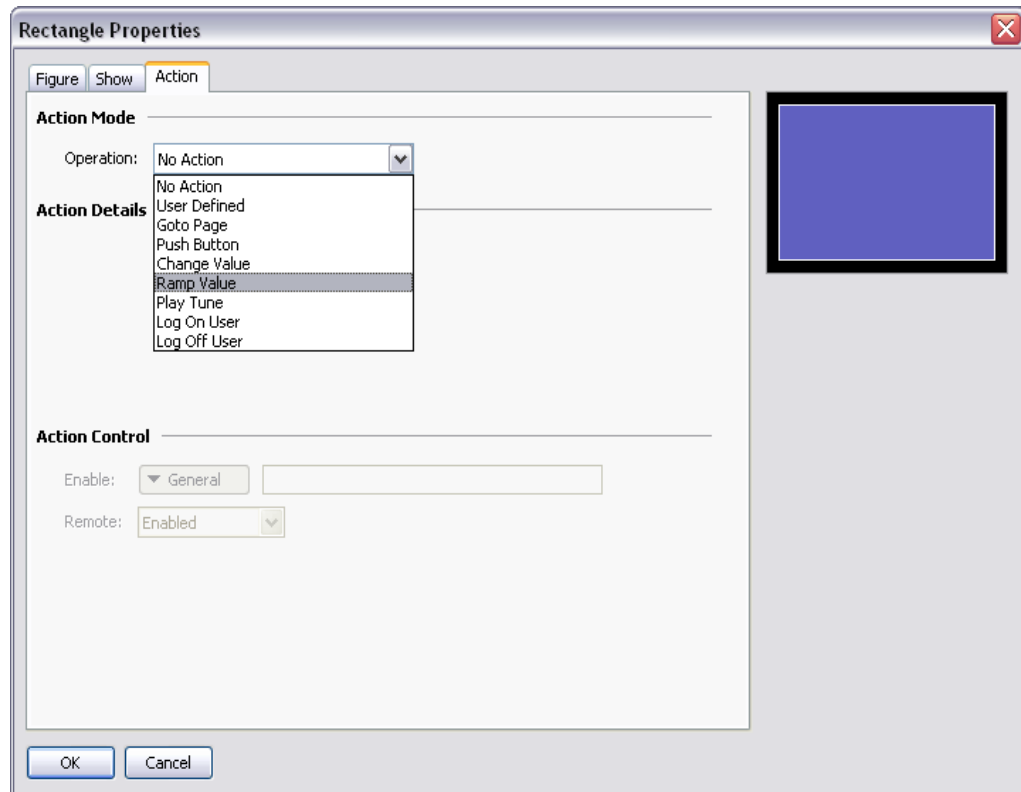 Rectangle Properties
Figure Show Action
Action Mode
Operation: No Action
No Action
User Defined
Action Details
Goto Page
Push Button
Change Value
Ramp Value
Play Tune
Log On User
Log Off User
Action Control
Enable: General
Remote: Enabled
OK Cancel